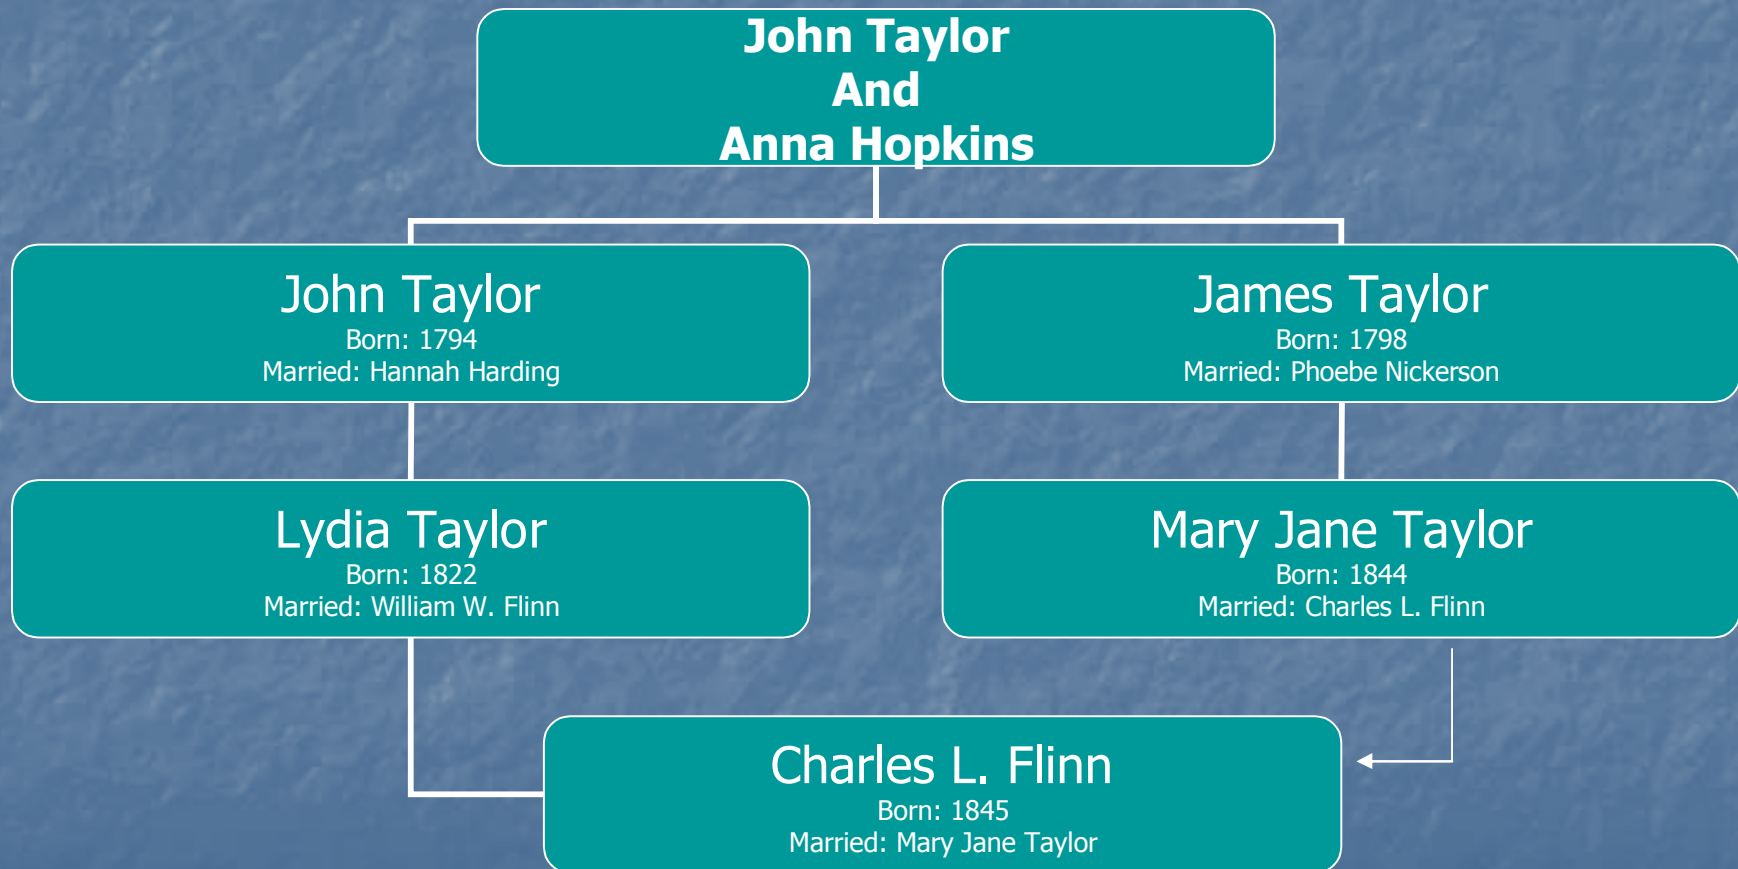 John Taylor
And
Anna Hopkins
John Taylor
Born: 1794
Married: Hannah Harding
James Taylor
Born: 1798
Married: Phoebe Nickerson
Lydia Taylor
Born: 1822
Married: William W. Flinn
Mary Jane Taylor
Born: 1844
Married: Charles L. Flinn
Charles L. Flinn
Born: 1845
Married: Mary Jane Taylor